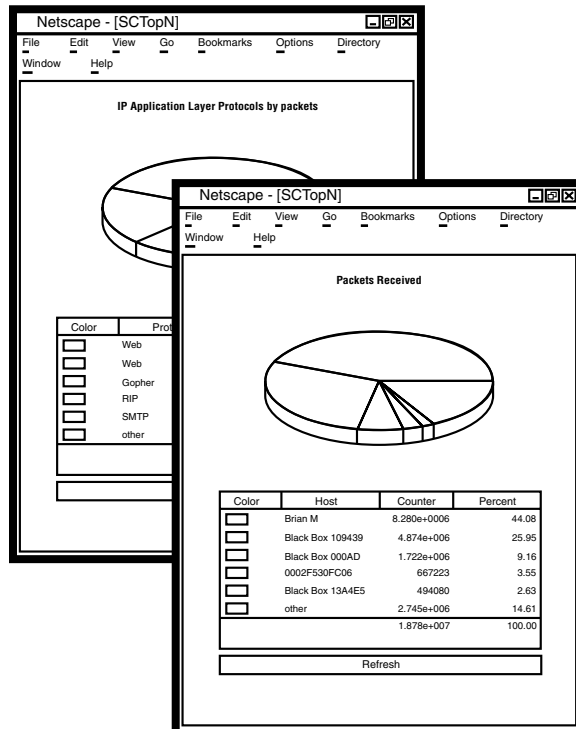 Netscape - [SCTopN]
File Edit View Go Bookmarks Options Directory
Window Help
IP Application Layer Protocols by packets
Color Prot
Web
Web
Gopher
RIP
SMTP
other
Netscape - [SCTopN]
File Edit View Go Bookmarks Options Directory
Window Help
Packets Received
Color Host Counter Percent
Brian M 8.280e+0006 44.08
Black Box 109439 4.874e+006 25.95
Black Box 000AD 1.722e+006 9.16
0002F530FC06 667223 3.55
Black Box 13A4E5 494080 2.63
other 2.745e+006 14.61
1.878e+007 100.00
Refresh